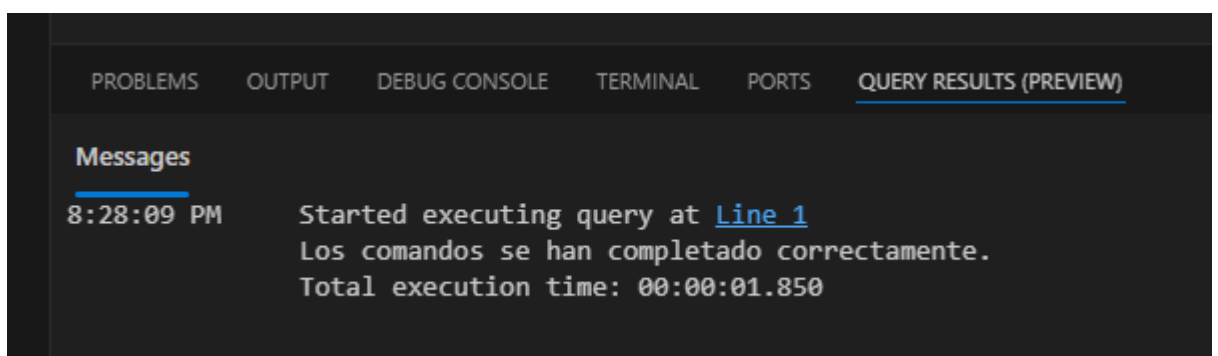 PROBLEMS OUTPUT DEBUG CONSOLE TERMINAL PORTS QUERY RESULTS (PREVIEW)
Messages
8:28:09 PM Started executing query at Line 1
Los comandos se han completado correctamente.
Total execution time: 00:00:01.850